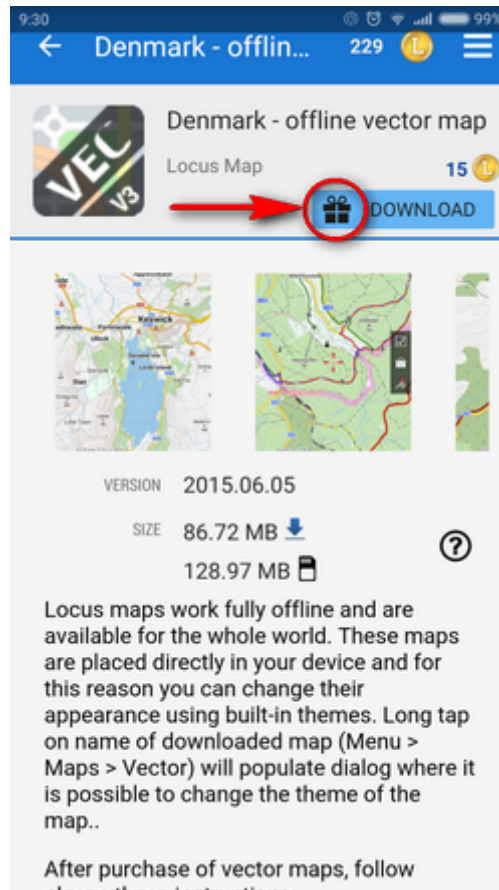 9:30 99%
Denmark - offlin... 229 L
VEC V3
Denmark - offline vector map
Locus Map 15 L
DOWNLOAD
Keswick
VERSION 2015.06.05
SIZE 86.72 MB
128.97 MB
?
Locus maps work fully offline and are
available for the whole world. These maps
are placed directly in your device and for
this reason you can change their
appearance using built-in themes. Long tap
on name of downloaded map (Menu >
Maps > Vector) will populate dialog where it
is possible to change the theme of the
map..
After purchase of vector maps, follow